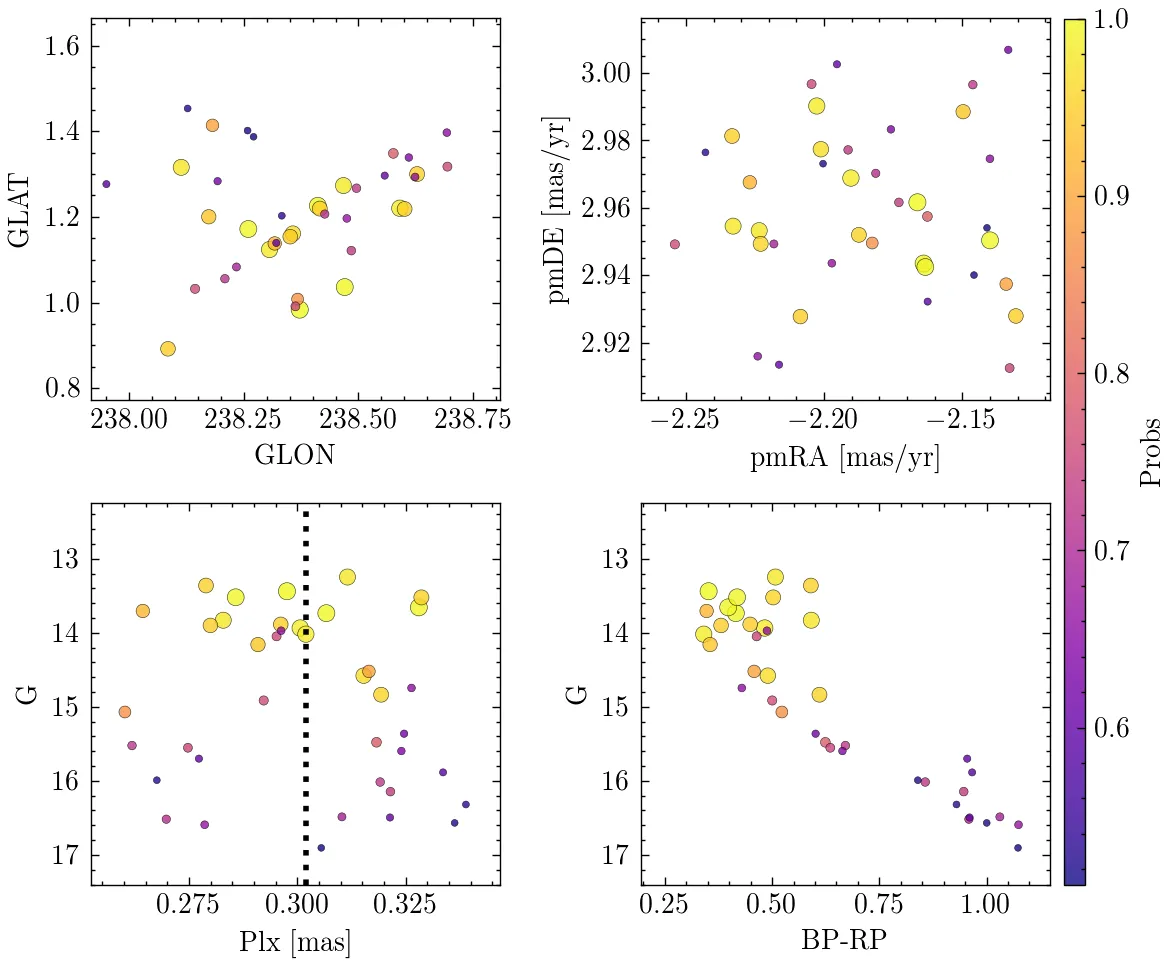 1.6
1.4
1.2
1.0
0.8
GLAT
238.00 238.25 238.50 238.75
GLON
3.00
2.98
2.96
2.94
2.92
pmDE [mas/yr]
−2.25 −2.20 −2.15
pmRA [mas/yr]
1.0
0.9
0.8
0.7
0.6
Probs
13
14
15
16
17
G
0.275 0.300 0.325
Plx [mas]
13
14
15
16
17
G
0.25 0.50 0.75 1.00
BP-RP